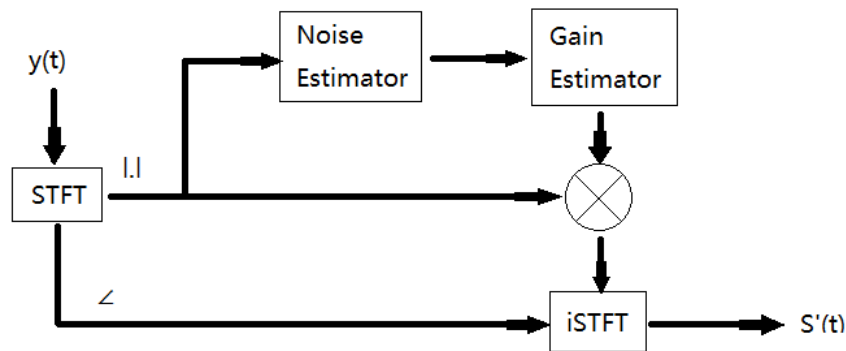 y(t)
Noise
Estimator
Gain
Estimator
|.|
STFT
∠
iSTFT
S'(t)